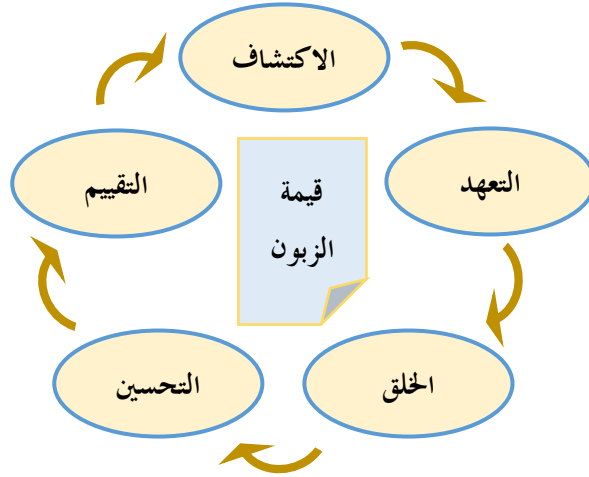 الاكتشاف
التعهد
الخلق
التحسين
التقييم
قيمة
الزبون